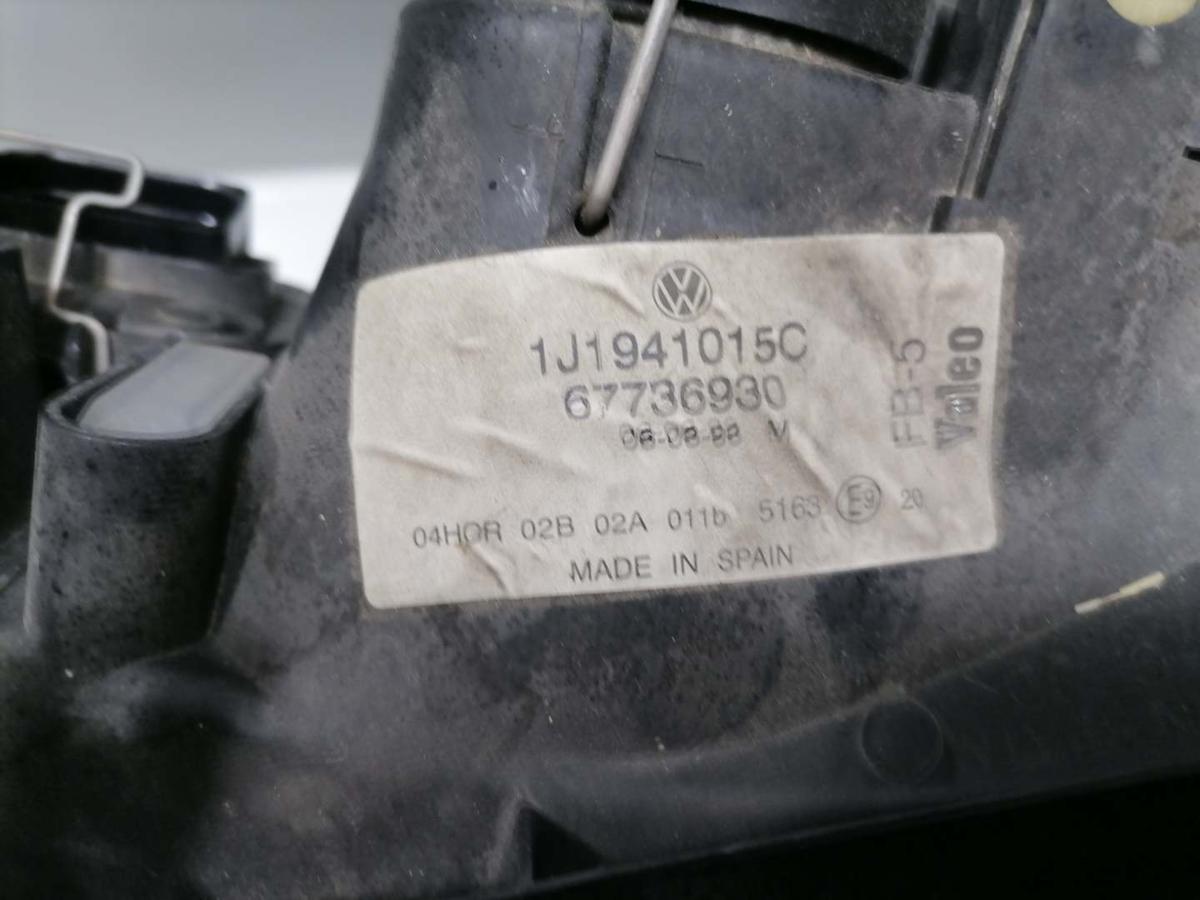 1J1941015C
67736930
04HCR 02B 02A 011b 5163 E9 20
MADE IN SPAIN
FB-5
Valeo